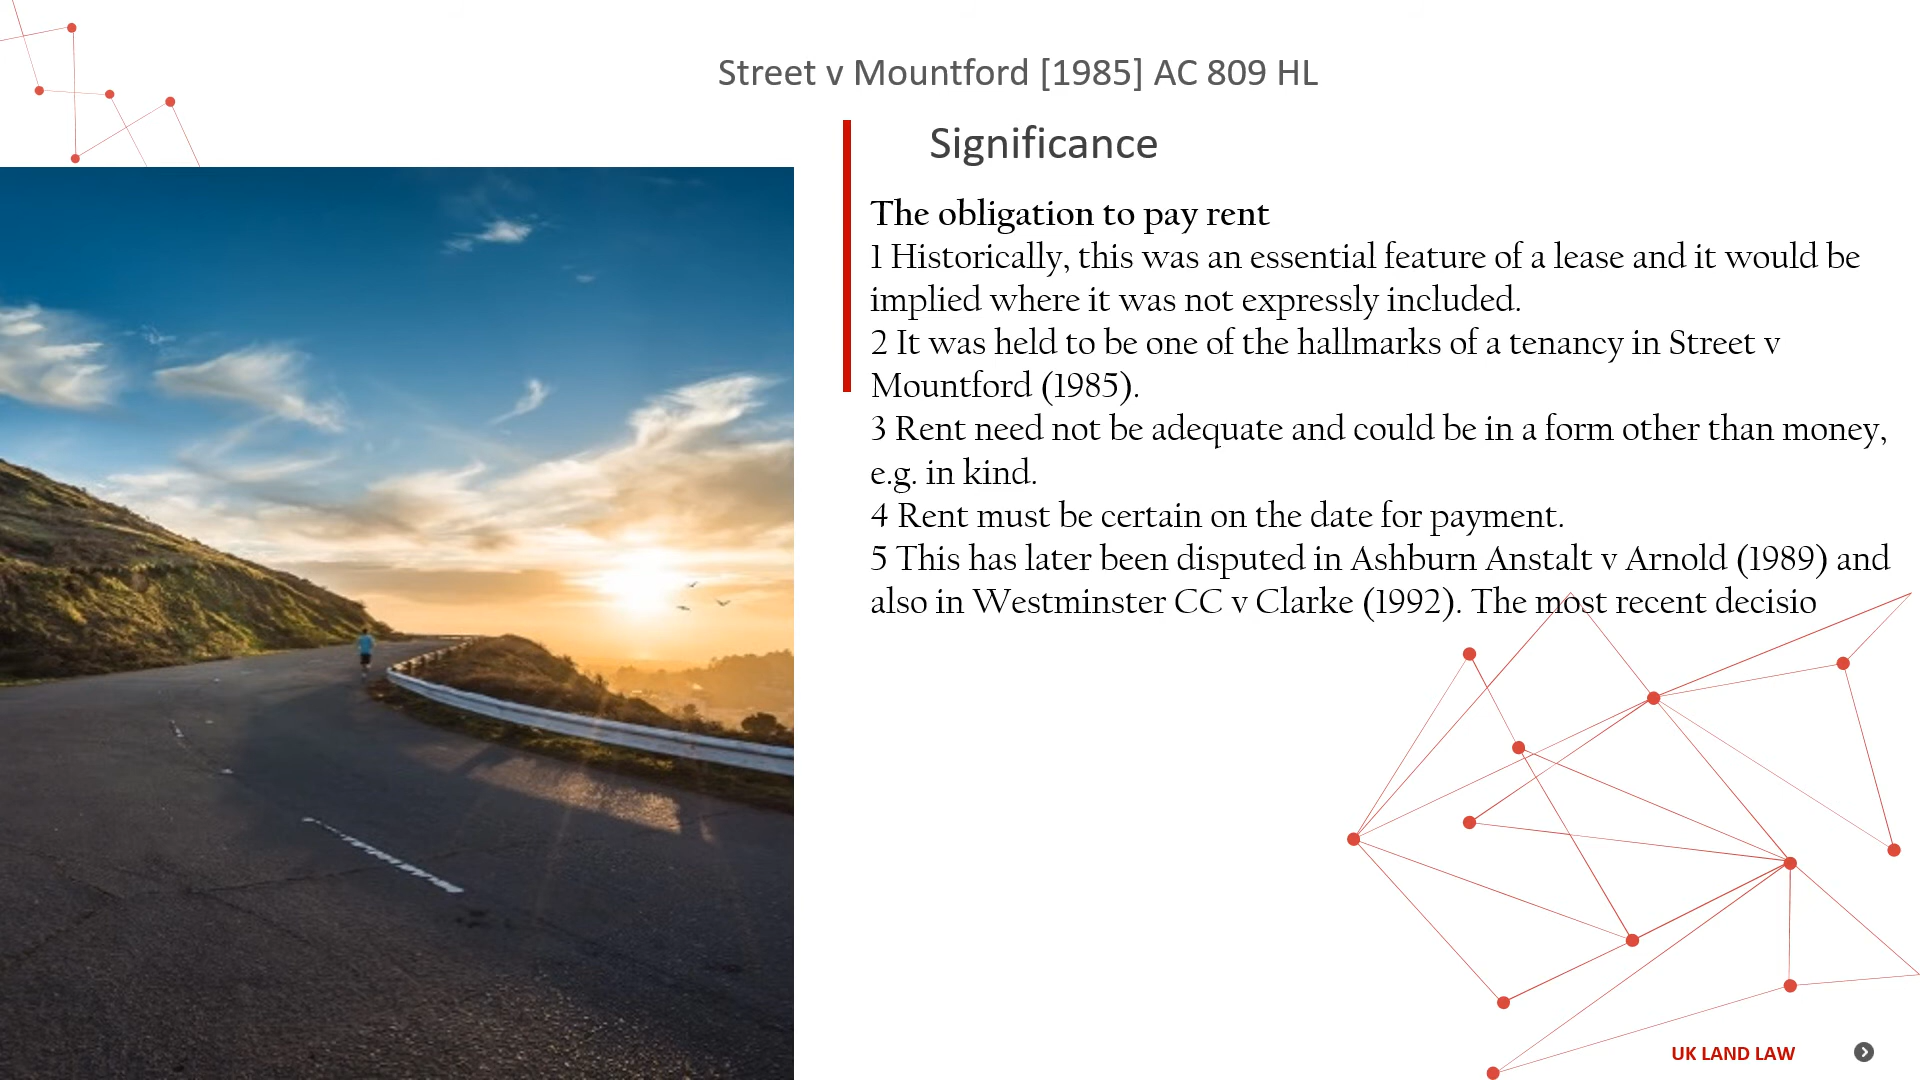 Street v Mountford [1985] AC 809 HL
Significance
The obligation to pay rent
1 Historically, this was an essential feature of a lease and it would be
implied where it was not expressly included.
2 It was held to be one of the hallmarks of a tenancy in Street v
Mountford (1985).
3 Rent need not be adequate and could be in a form other than money,
e.g. in kind.
4 Rent must be certain on the date for payment.
5 This has later been disputed in Ashburn Anstalt v Arnold (1989) and
also in Westminster CC v Clarke (1992). The most recent decisio
UK LAND LAW